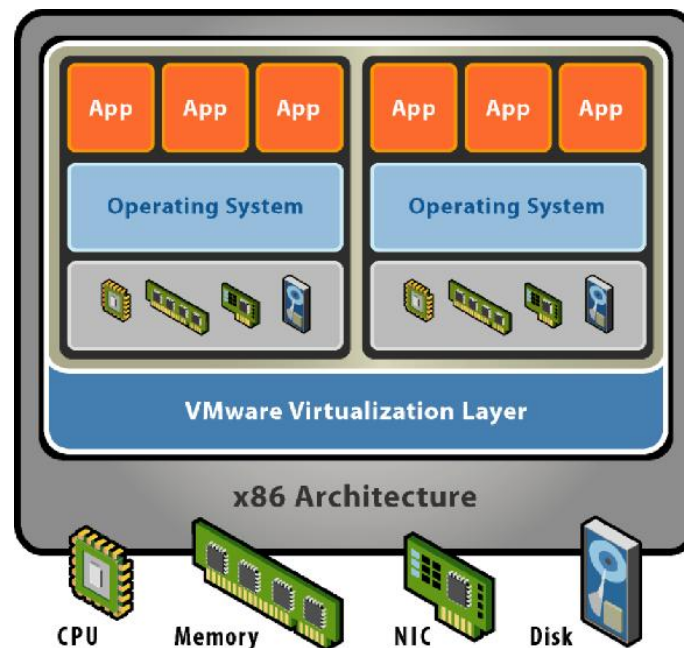 App App App App App App
Operating System Operating System
VMware Virtualization Layer
x86 Architecture
CPU Memory NIC Disk